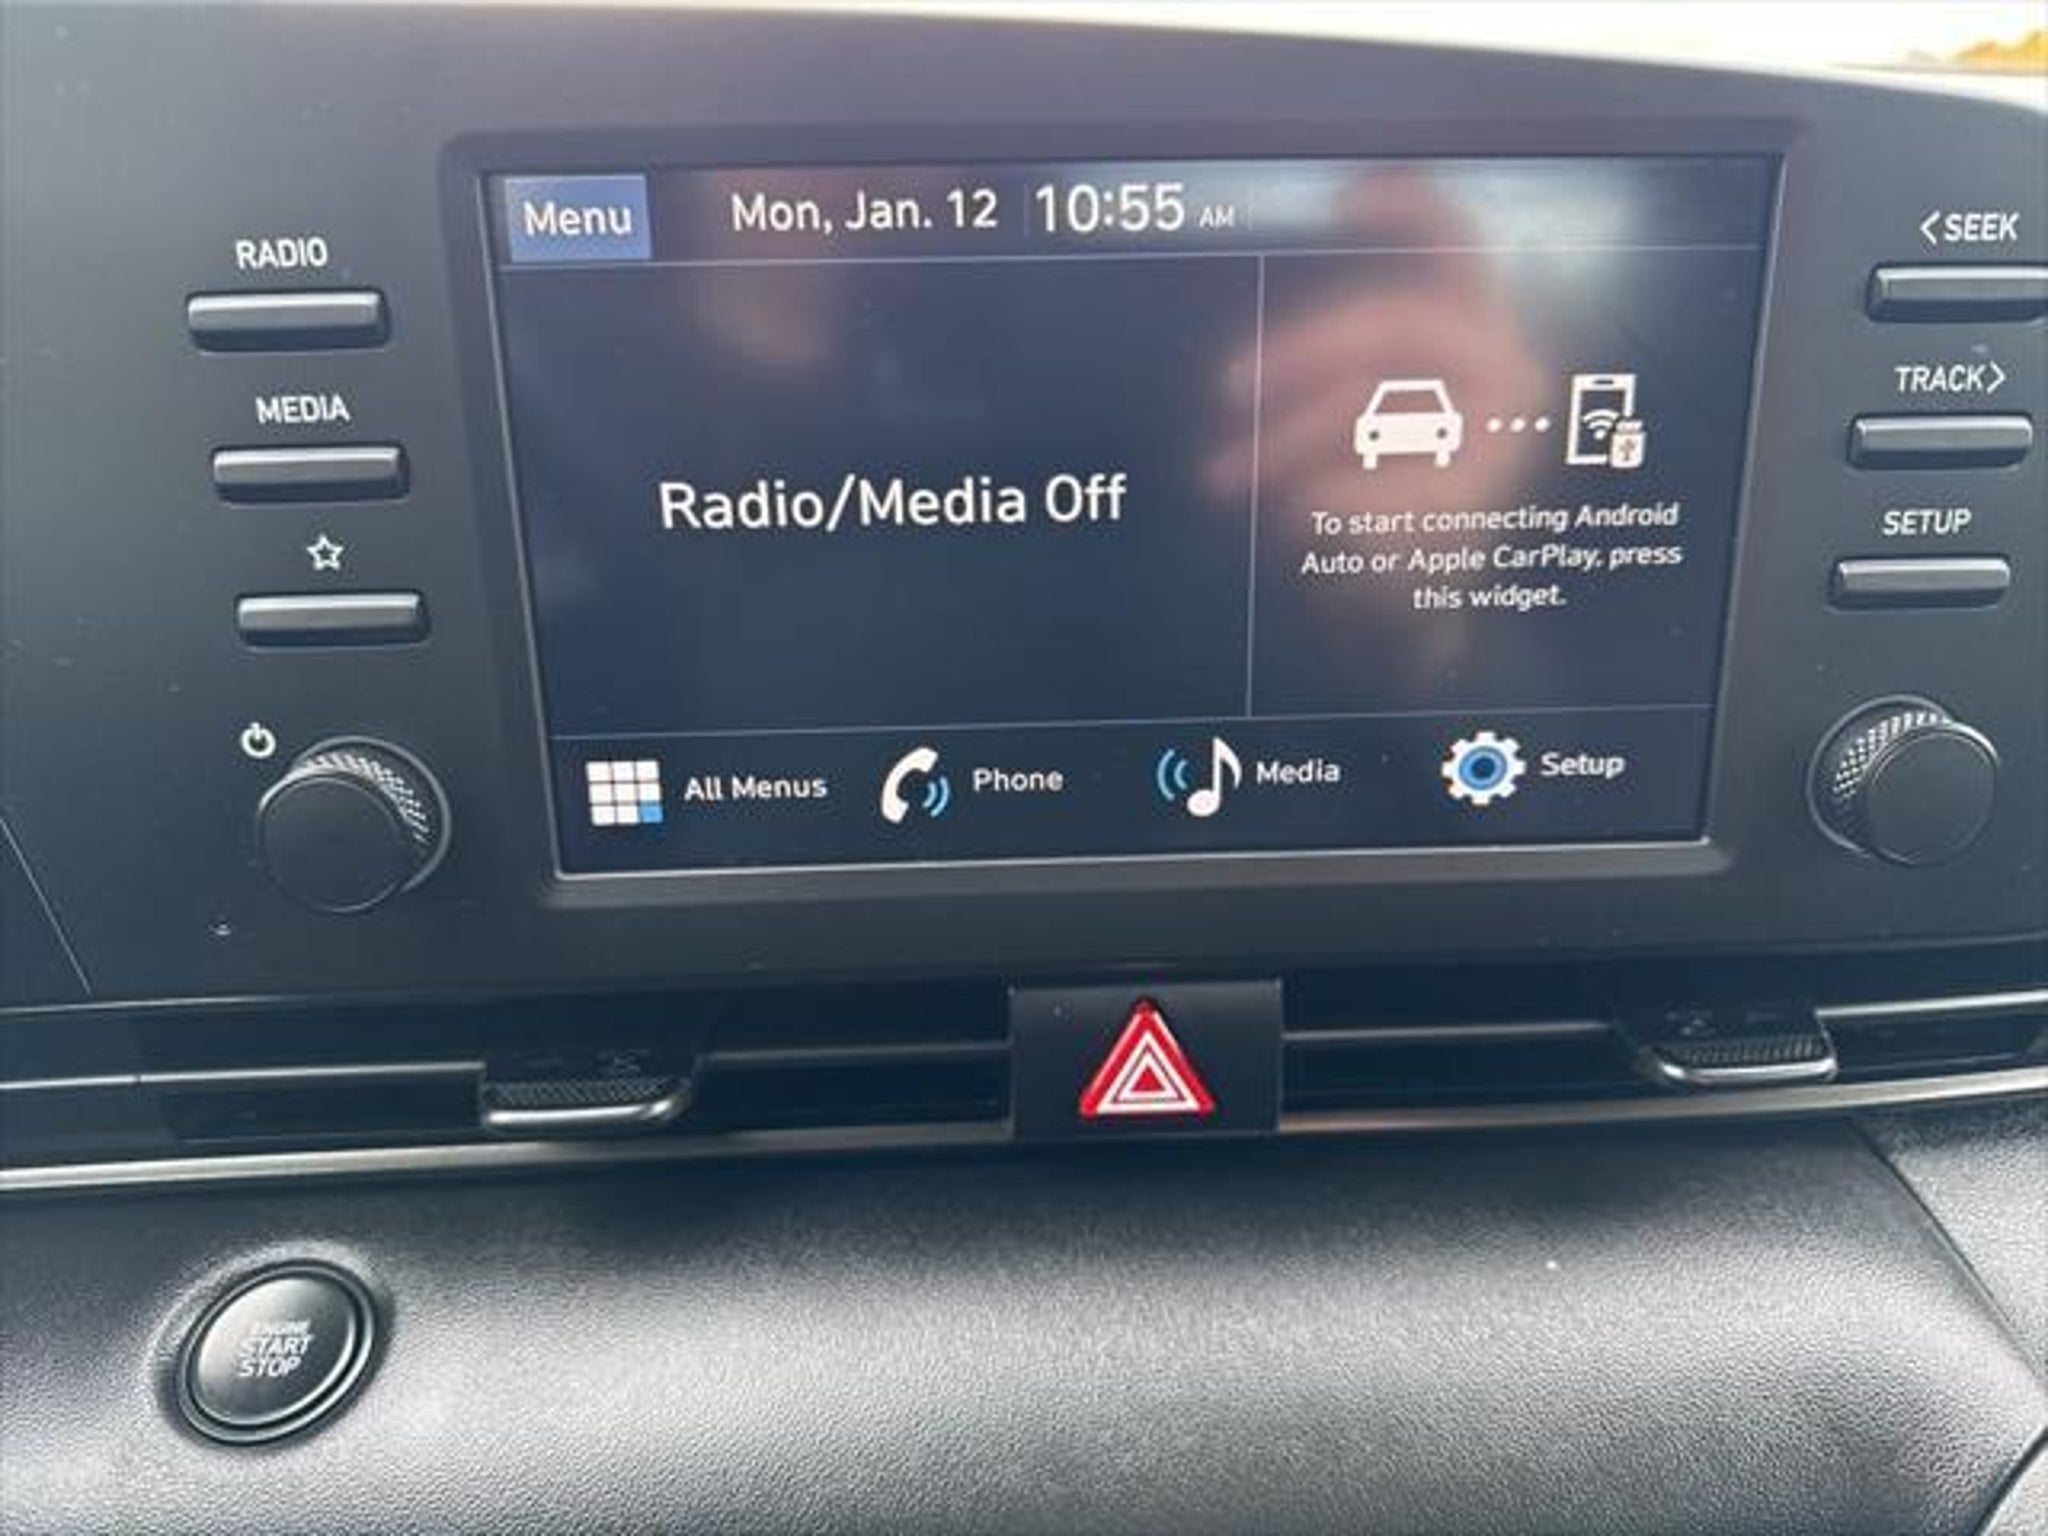 Menu
Mon, Jan. 12 10:55 AM
RADIO
MEDIA
<SEEK
TRACK>
SETUP
Radio/Media Off
To start connecting Android
Auto or Apple CarPlay, press
this widget.
All Menus
Phone
Media
Setup
ENGINE
START
STOP